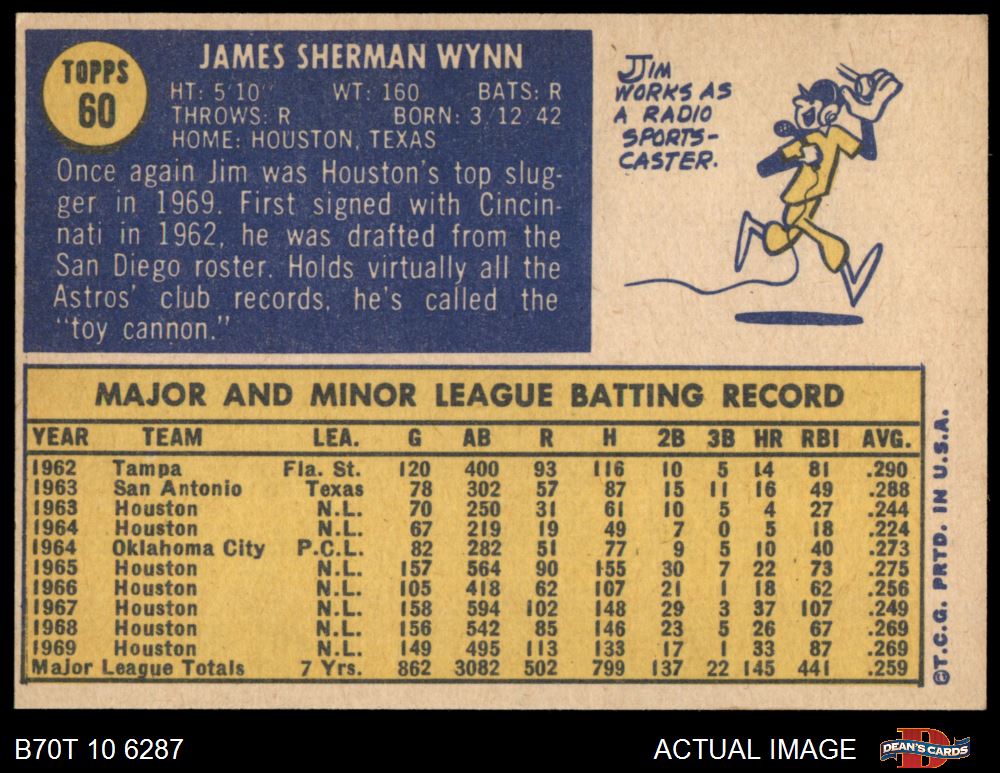 TOPPS
60
JAMES SHERMAN WYNN
HT: 5'10" WT: 160 BATS: R
THROWS: R BORN: 3 12 42
HOME: HOUSTON, TEXAS
Once again Jim was Houston's top slug-
ger in 1969. First signed with Cincin-
nati in 1962, he was drafted from the
San Diego roster. Holds virtually all the
Astros' club records, he's called the
"toy cannon."
JIM
WORKS AS
A RADIO
SPORTS-
CASTER.
MAJOR AND MINOR LEAGUE BATTING RECORD
YEAR TEAM LEA. G AB R H 2B 3B HR RBI AVG.
1962 Tampa Fla. St. 120 400 93 116 10 5 14 81 .290
1963 San Antonio Texas 78 302 57 87 15 11 16 49 .288
1963 Houston N.L. 70 250 31 61 10 5 4 27 .244
1964 Houston N.L. 67 219 19 49 7 0 5 18 .224
1964 Oklahoma City P.C.L. 82 282 51 77 9 5 10 40 .273
1965 Houston N.L. 157 564 90 155 30 7 22 73 .275
1966 Houston N.L. 105 418 62 107 21 1 18 62 .256
1967 Houston N.L. 158 594 102 148 29 3 37 107 .249
1968 Houston N.L. 156 542 85 146 23 5 26 67 .269
1969 Houston N.L. 149 495 113 133 17 1 33 87 .269
Major League Totals 7 Yrs. 862 3082 502 799 137 22 145 441 .259
©T.C.G. PRTD. IN U.S.A.
B70T 10 6287
ACTUAL IMAGE
DEAN'S CARDS